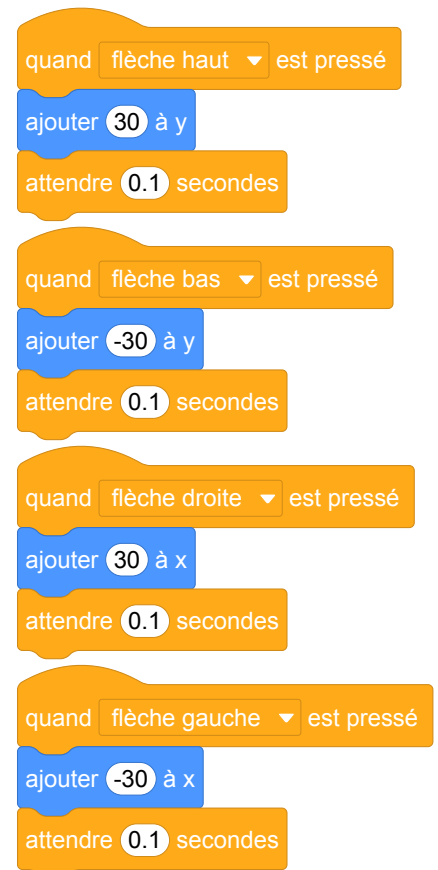 quand flèche haut est pressé
ajouter 30 à y
attendre 0.1 secondes
quand flèche bas est pressé
ajouter -30 à y
attendre 0.1 secondes
quand flèche droite est pressé
ajouter 30 à x
attendre 0.1 secondes
quand flèche gauche est pressé
ajouter -30 à x
attendre 0.1 secondes